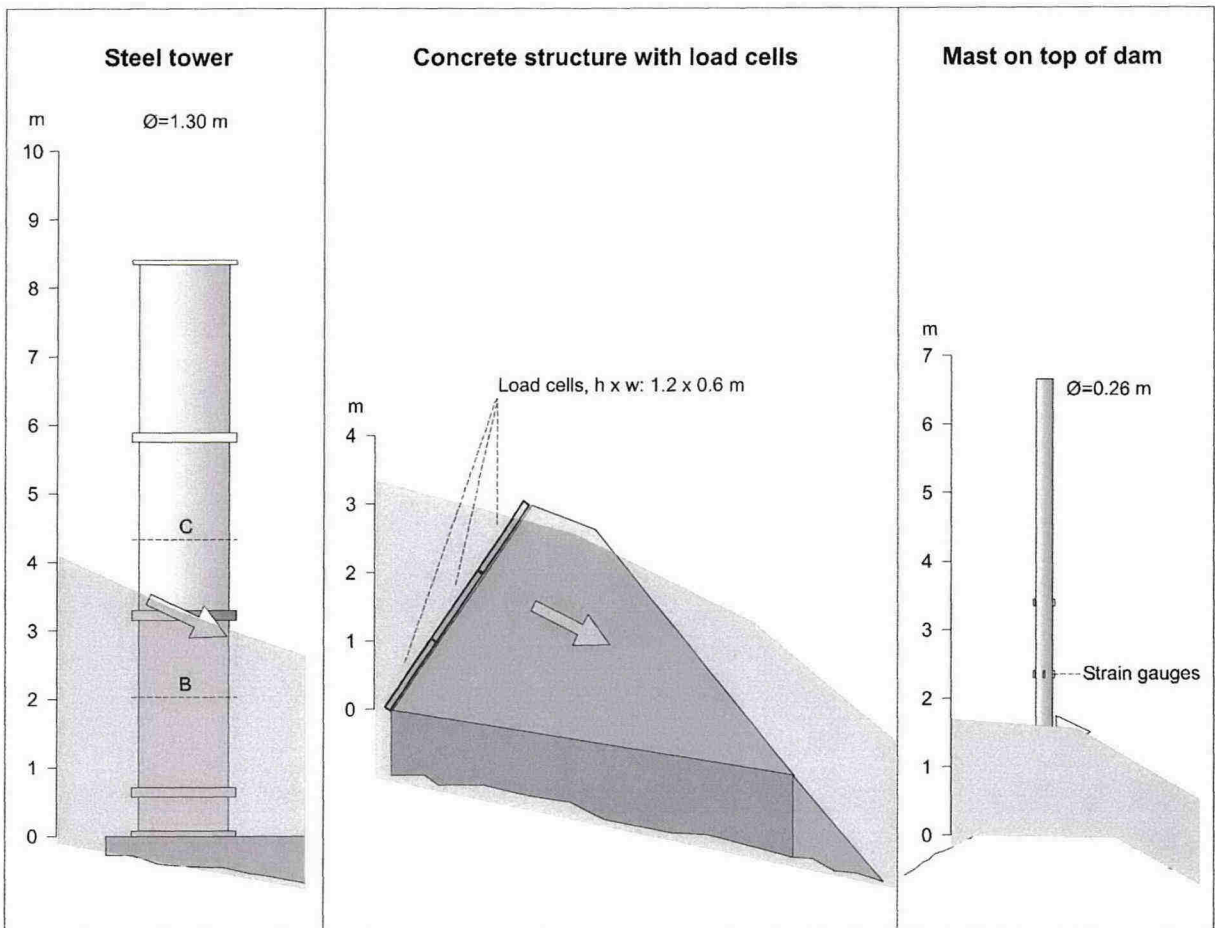 Steel tower
m
Ø=1.30 m
10
9
8
7
6
5
4
3
2
1
0
C
B
Concrete structure with load cells
Load cells, h x w: 1.2 x 0.6 m
m
4
3
2
1
0
Mast on top of dam
m
7
6
5
4
3
2
1
0
Ø=0.26 m
Strain gauges